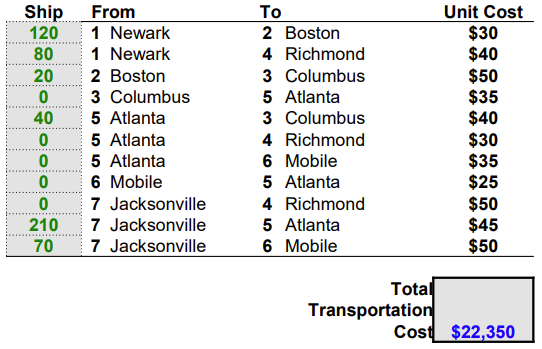 Ship From To Unit Cost
120 1 Newark 2 Boston $30
80 1 Newark 4 Richmond $40
20 2 Boston 3 Columbus $50
0 3 Columbus 5 Atlanta $35
40 5 Atlanta 3 Columbus $40
0 5 Atlanta 4 Richmond $30
0 5 Atlanta 6 Mobile $35
0 6 Mobile 5 Atlanta $25
0 7 Jacksonville 4 Richmond $50
210 7 Jacksonville 5 Atlanta $45
70 7 Jacksonville 6 Mobile $50
Total
Transportation
Cost $22,350